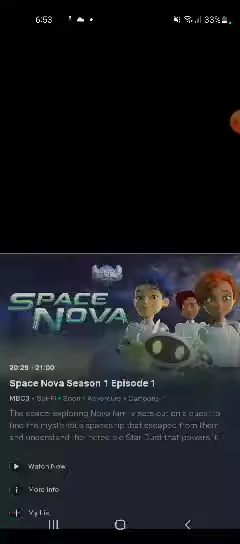 6:53
33%
SPACE
NOVA
20:29 - 21:00
Space Nova Season 1 Episode 1
MBC3 • Sci-Fi • Soon • Adventure • Cartoons
The space-exploring Nova family sets out on a quest to
find the mysterious spaceship that escaped from them
and understand the incredible Star Dust that powers it.
Watch Now
More Info
My List